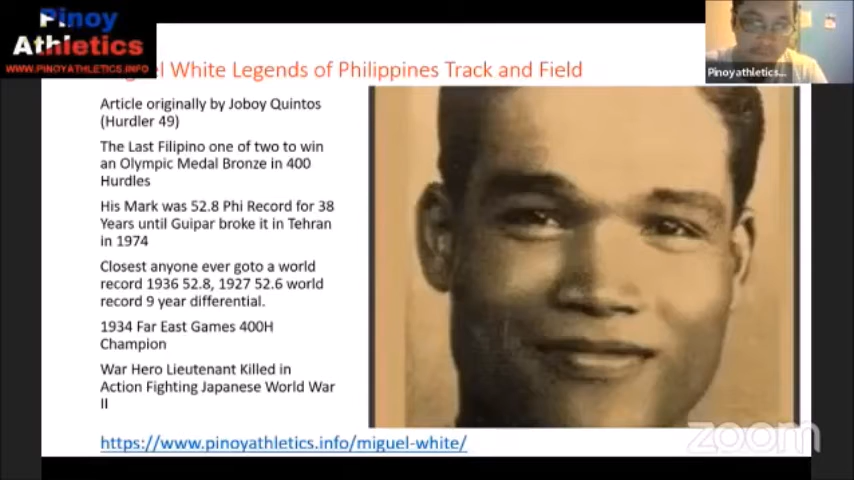 Pinoy
Athletics
WWW.PINOYATHLETICS.INFO
Pinoyathletics...
el White Legends of Philippines Track and Field
Article originally by Joboy Quintos
(Hurdler 49)
The Last Filipino one of two to win
an Olympic Medal Bronze in 400
Hurdles
His Mark was 52.8 Phi Record for 38
Years until Guipar broke it in Tehran
in 1974
Closest anyone ever goto a world
record 1936 52.8, 1927 52.6 world
record 9 year differential.
1934 Far East Games 400H
Champion
War Hero Lieutenant Killed in
Action Fighting Japanese World War
II
https://www.pinoyathletics.info/miguel-white/
zoom